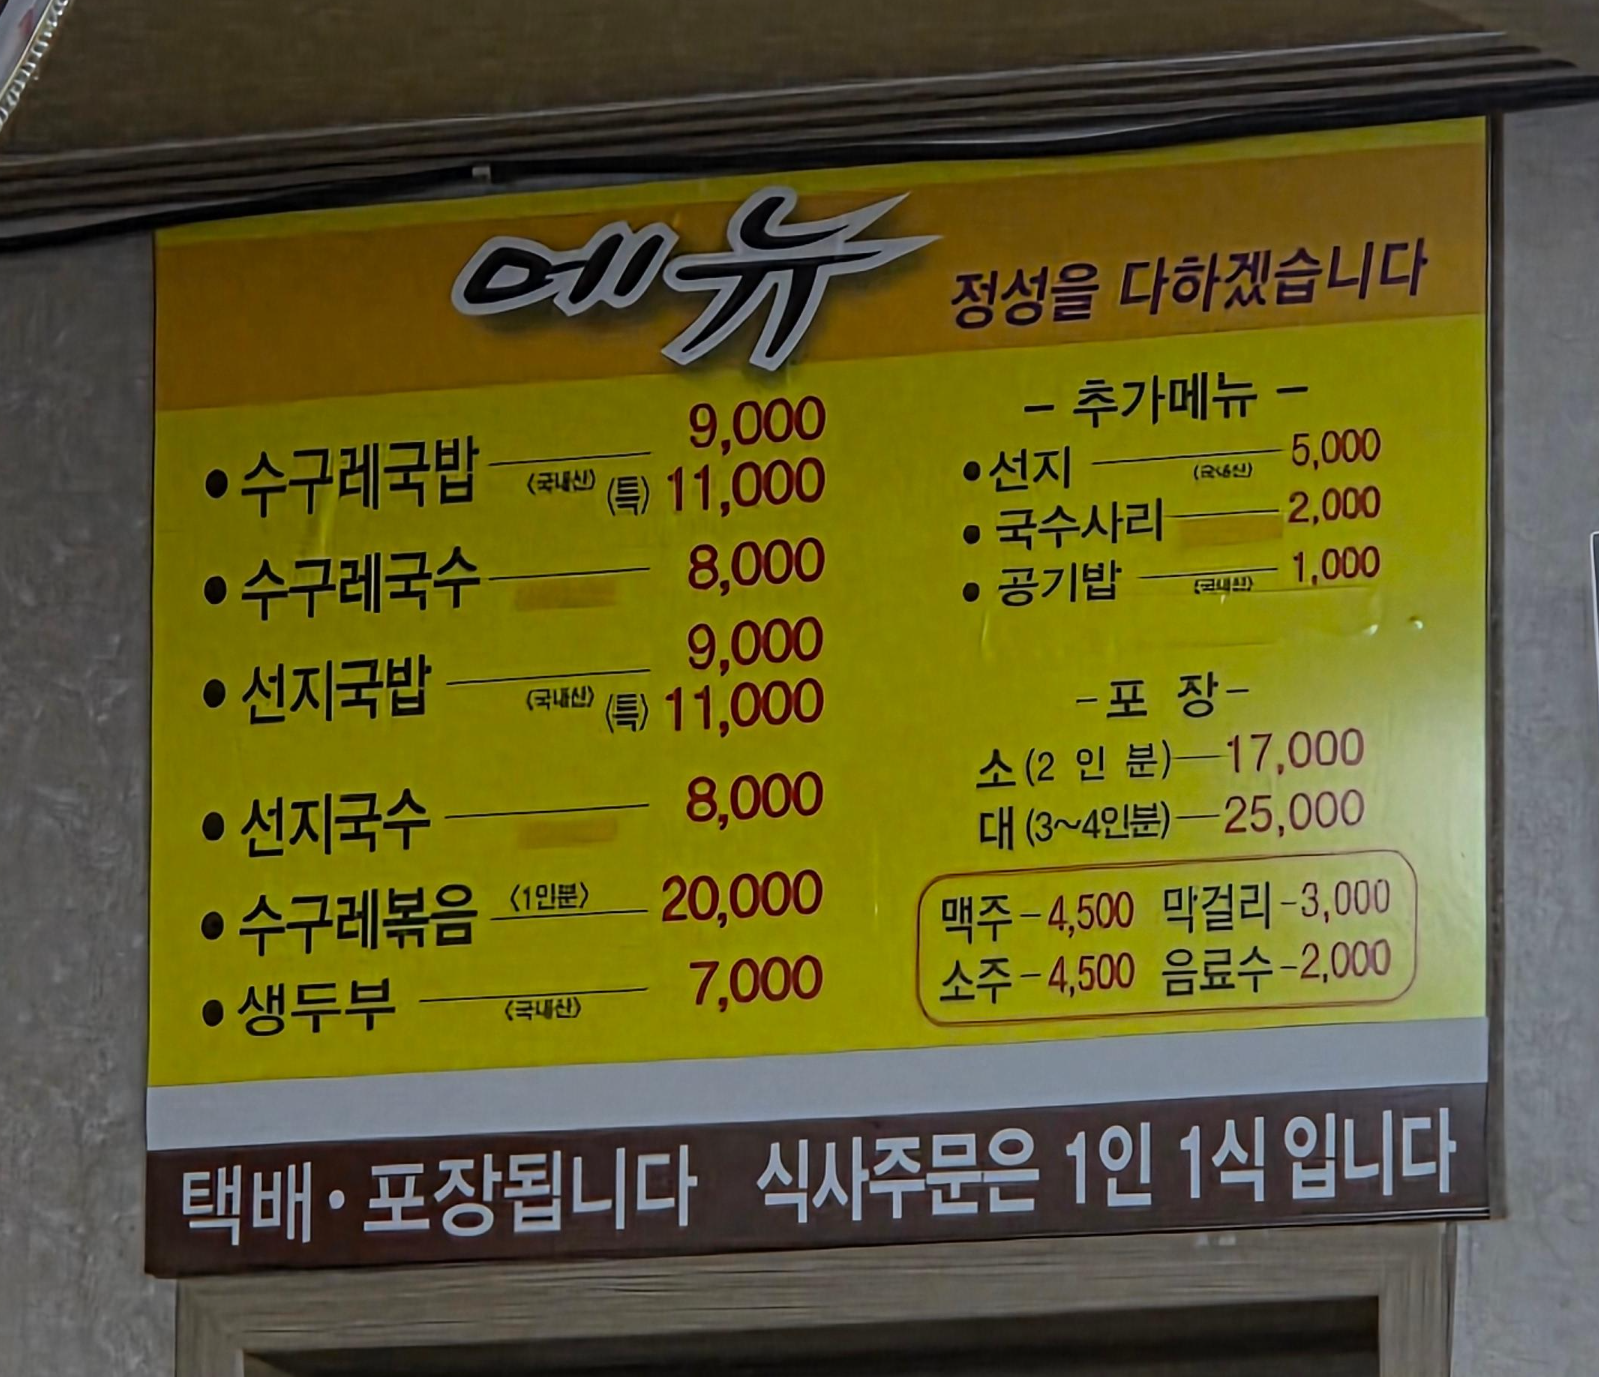 메뉴 정성을 다하겠습니다
• 수구레국밥 〈국내산〉 9,000
(특) 11,000
• 수구레국수 8,000
• 선지국밥 〈국내산〉 9,000
(특) 11,000
• 선지국수 8,000
• 수구레볶음 〈1인분〉 20,000
• 생두부 〈국내산〉 7,000
- 추가메뉴 -
• 선지 〈국내산〉 5,000
• 국수사리 2,000
• 공기밥 〈국내산〉 1,000
- 포 장 -
소 (2 인 분) — 17,000
대 (3~4인분) — 25,000
맥주 - 4,500 막걸리 - 3,000
소주 - 4,500 음료수 - 2,000
택배 · 포장됩니다 식사주문은 1인 1식 입니다